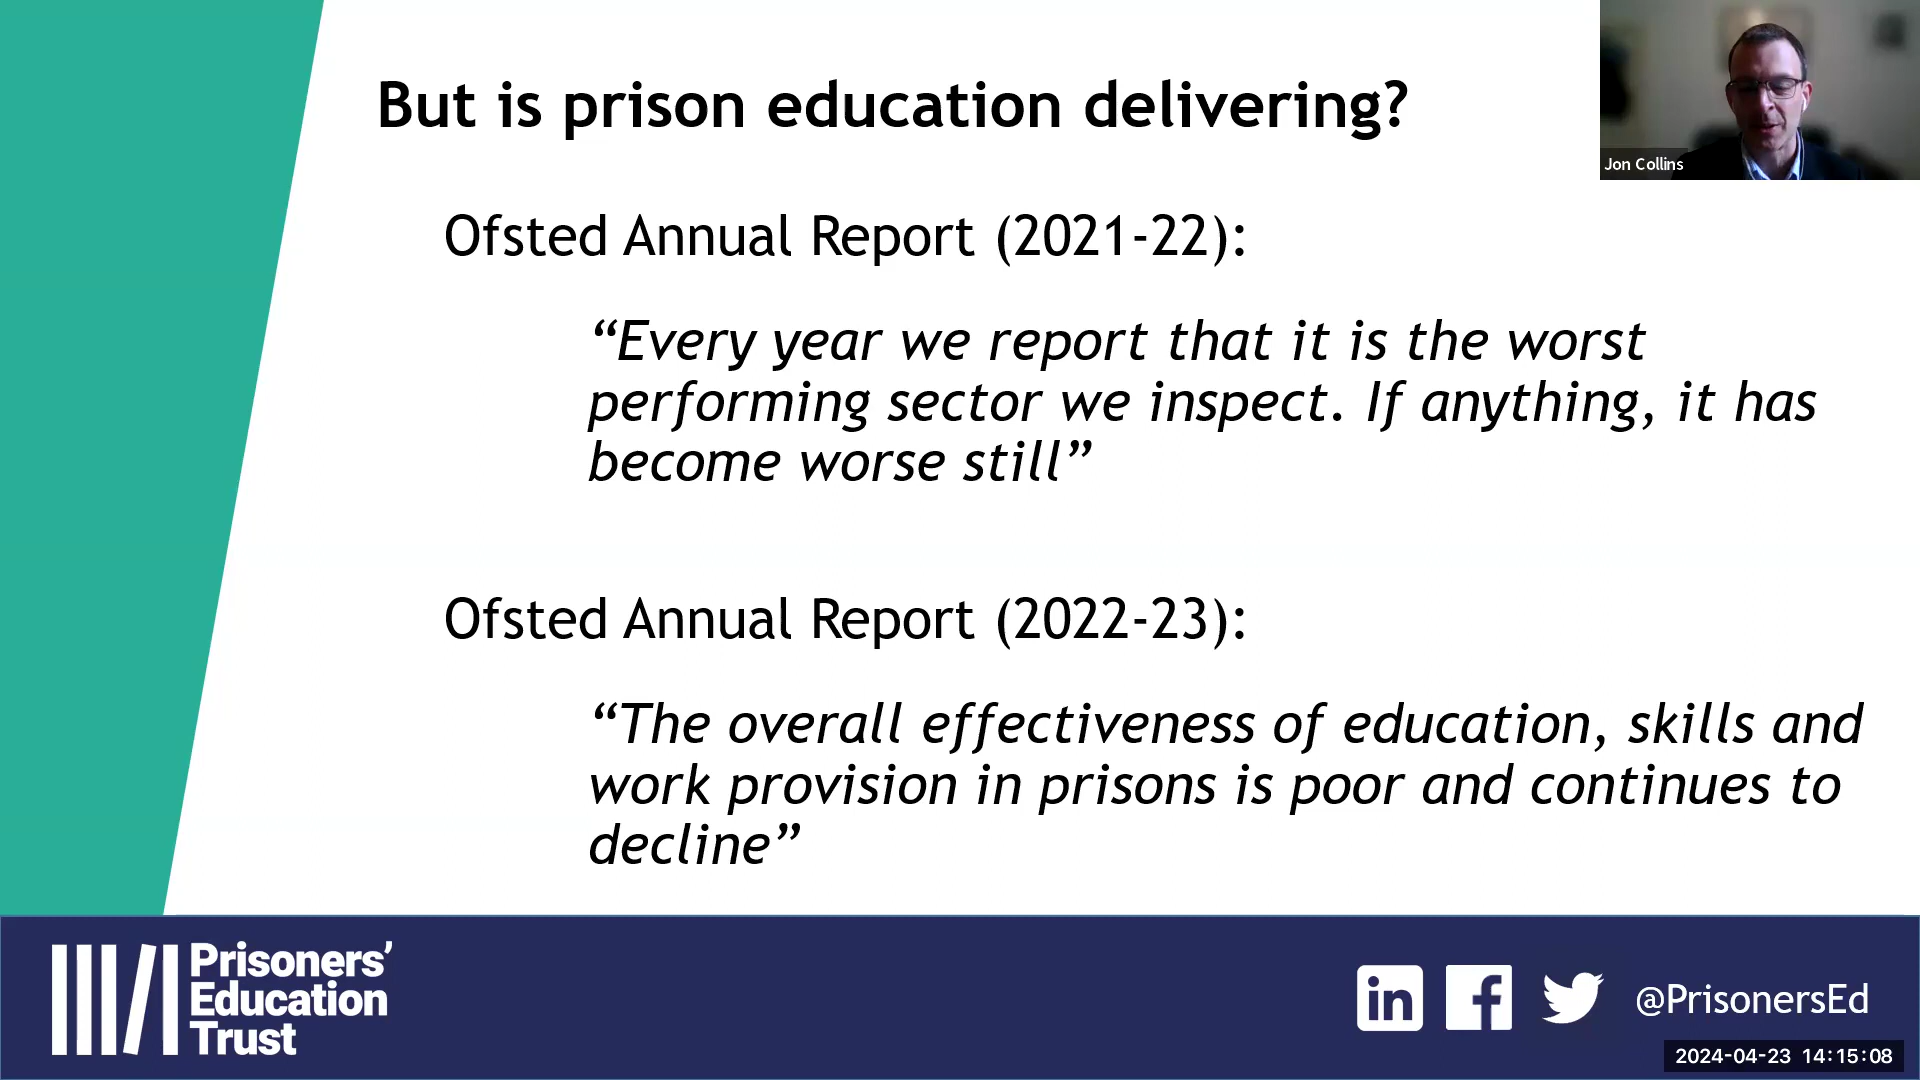 But is prison education delivering?
Jon Collins
Ofsted Annual Report (2021-22):
“Every year we report that it is the worst
performing sector we inspect. If anything, it has
become worse still”
Ofsted Annual Report (2022-23):
“The overall effectiveness of education, skills and
work provision in prisons is poor and continues to
decline”
Prisoners’
Education
Trust
in
f
@PrisonersEd
2024-04-23 14:15:08